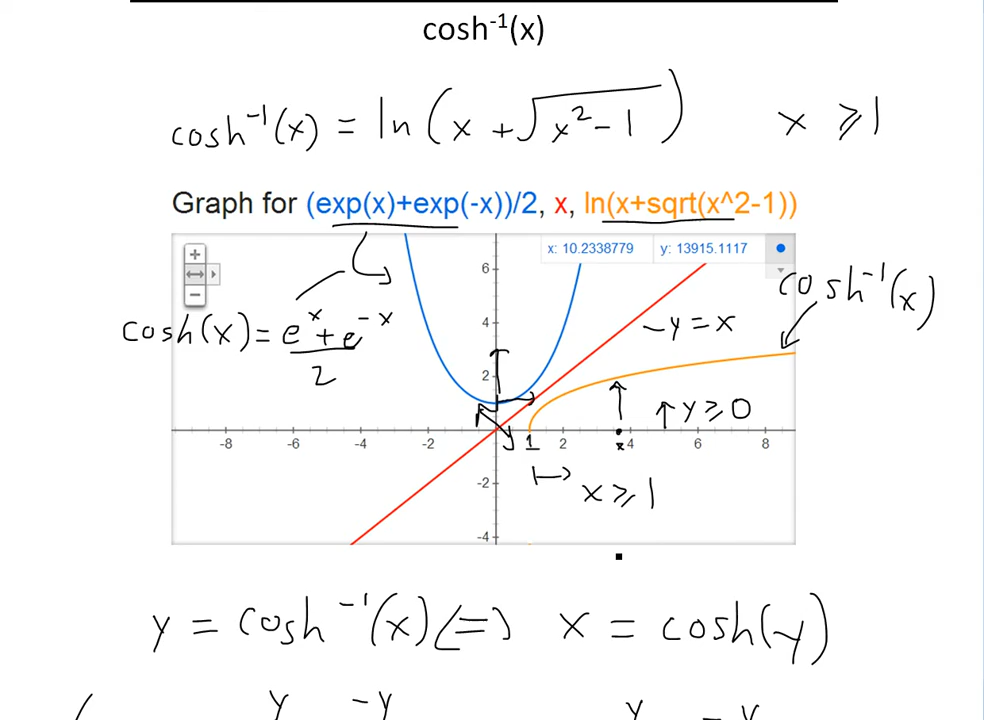 cosh⁻¹(x)
cosh⁻¹(x) = ln(x + √(x² - 1)) x ≥ 1
Graph for (exp(x)+exp(-x))/2, x, ln(x+sqrt(x^2-1))
x: 10.2338779 y: 13915.1117
cosh⁻¹(x)
cosh(x) = (eˣ + e⁻ˣ)/2
y = x
y ≥ 0
6
4
2
-2
-4
-8 -6 -4 -2 1 2 x 4 6 8
x ≥ 1
y = cosh⁻¹(x) <=> x = cosh(y)
y -y y -y